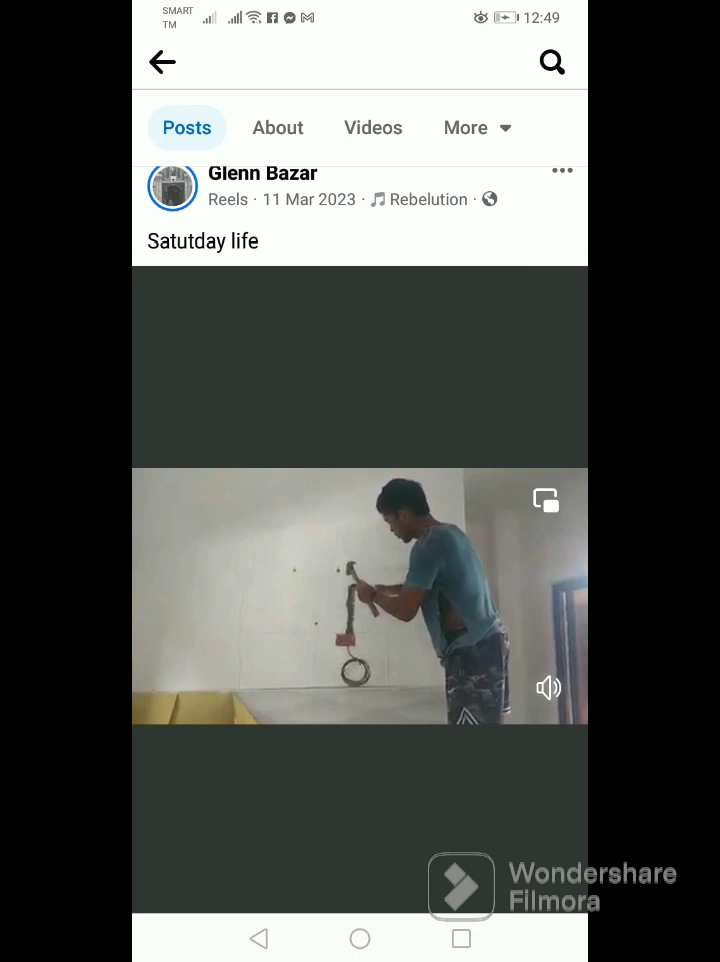 SMART
TM
12:49
Posts About Videos More
Glenn Bazar
Reels · 11 Mar 2023 · Rebelution ·
Satutday life
Wondershare
Filmora